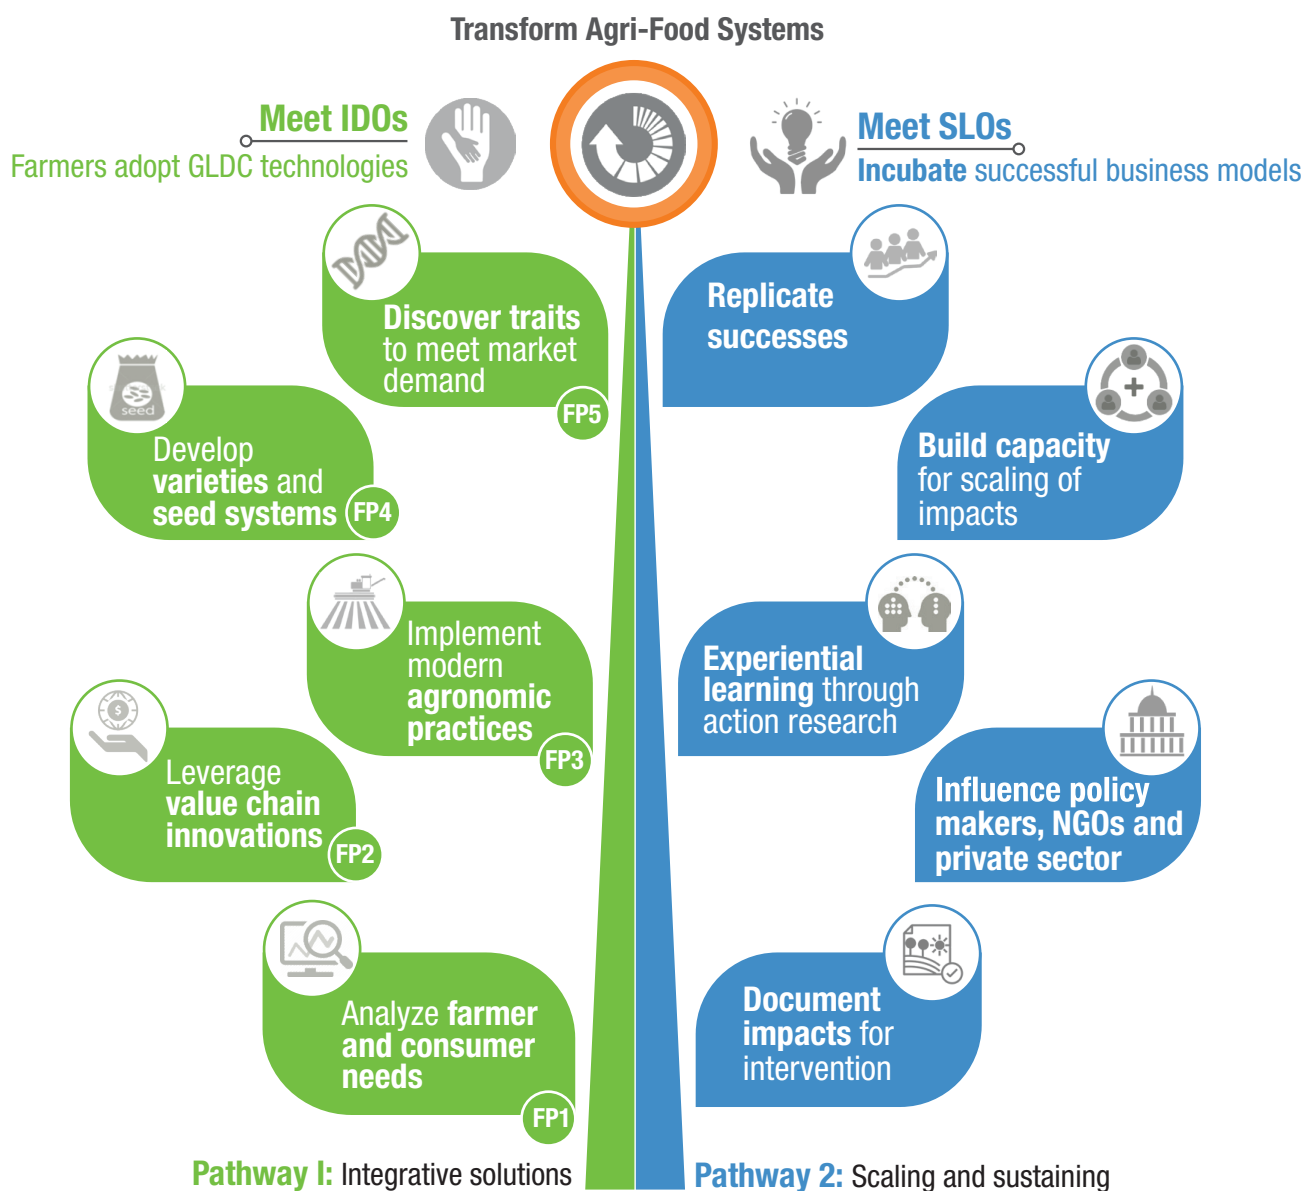 Transform Agri-Food Systems
Meet IDOs
Farmers adopt GLDC technologies
Meet SLOs
Incubate successful business models
Discover traits
to meet market
demand
FP5
seed
Develop
varieties and
seed systems
FP4
Implement
modern
agronomic
practices
FP3
$
Leverage
value chain
innovations
FP2
Analyze farmer
and consumer
needs
FP1
Pathway I: Integrative solutions
Replicate
successes
Build capacity
for scaling of
impacts
Experiential
learning through
action research
Influence policy
makers, NGOs and
private sector
Document
impacts for
intervention
Pathway 2: Scaling and sustaining